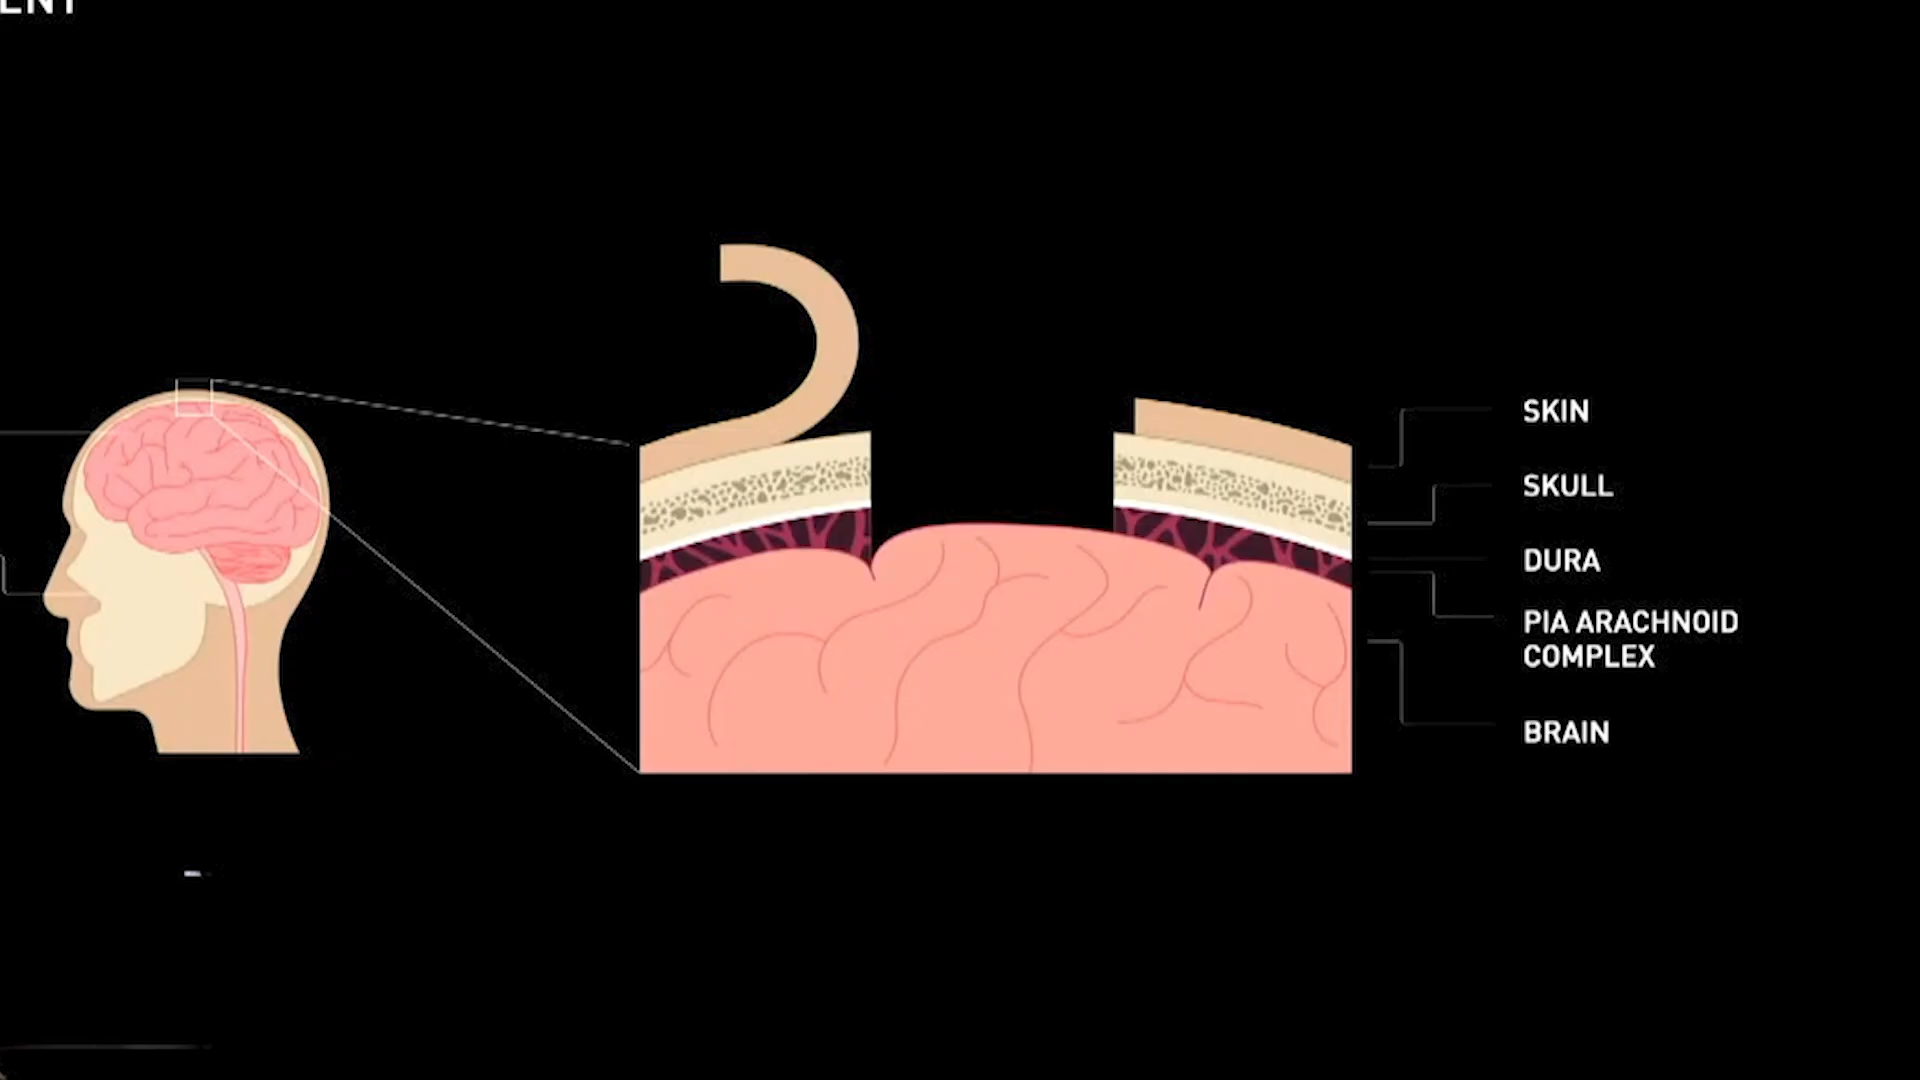 SKIN
SKULL
DURA
PIA ARACHNOID
COMPLEX
BRAIN